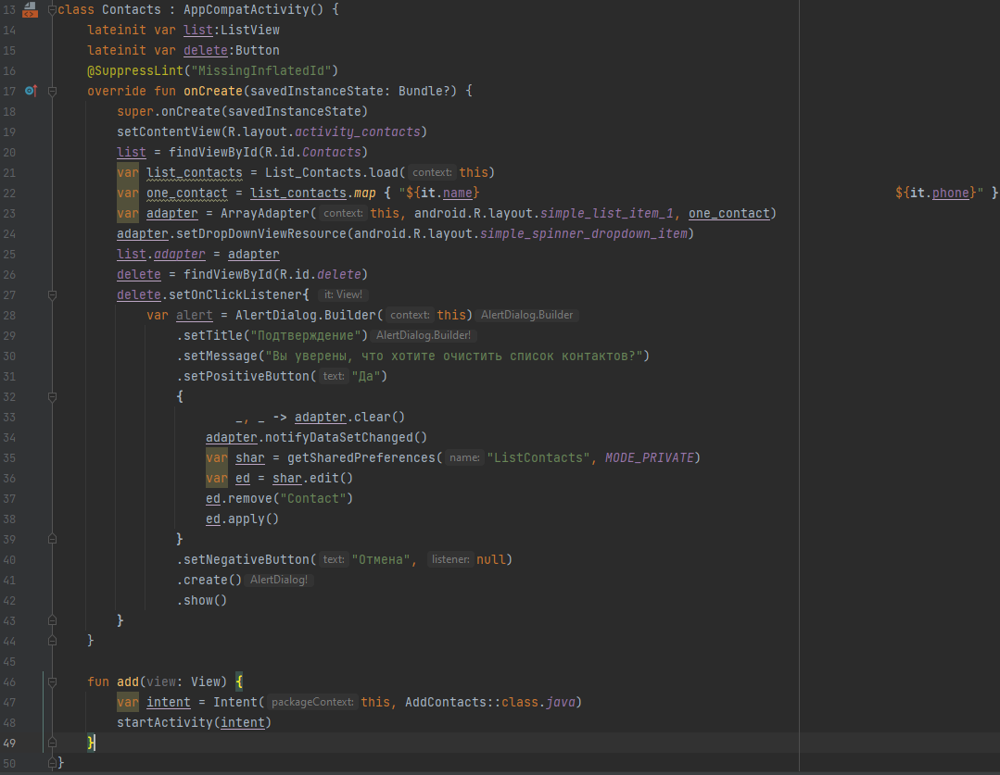 13 class Contacts : AppCompatActivity() {
14 lateinit var list:ListView
15 lateinit var delete:Button
16 @SuppressLint("MissingInflatedId")
17 override fun onCreate(savedInstanceState: Bundle?) {
18 super.onCreate(savedInstanceState)
19 setContentView(R.layout.activity_contacts)
20 list = findViewById(R.id.Contacts)
21 var list_contacts = List_Contacts.load( context: this)
22 var one_contact = list_contacts.map { "${it.name} ${it.phone}" }
23 var adapter = ArrayAdapter( context: this, android.R.layout.simple_list_item_1, one_contact)
24 adapter.setDropDownViewResource(android.R.layout.simple_spinner_dropdown_item)
25 list.adapter = adapter
26 delete = findViewById(R.id.delete)
27 delete.setOnClickListener{ it: View!
28 var alert = AlertDialog.Builder( context: this) AlertDialog.Builder
29 .setTitle("Подтверждение") AlertDialog.Builder!
30 .setMessage("Вы уверены, что хотите очистить список контактов?")
31 .setPositiveButton( text: "Да")
32 {
33 _, _ -> adapter.clear()
34 adapter.notifyDataSetChanged()
35 var shar = getSharedPreferences( name: "ListContacts", MODE_PRIVATE)
36 var ed = shar.edit()
37 ed.remove("Contact")
38 ed.apply()
39 }
40 .setNegativeButton( text: "Отмена", listener: null)
41 .create() AlertDialog!
42 .show()
43 }
44 }
45
46 fun add(view: View) {
47 var intent = Intent( packageContext: this, AddContacts::class.java)
48 startActivity(intent)
49 }
50 }